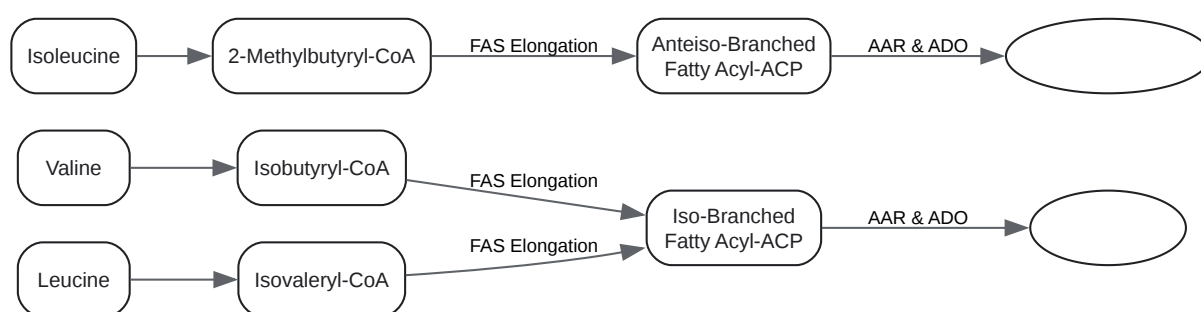 Isoleucine
2-Methylbutyryl-CoA
FAS Elongation
Anteiso-Branched
Fatty Acyl-ACP
AAR & ADO
Valine
Isobutyryl-CoA
FAS Elongation
Iso-Branched
Fatty Acyl-ACP
AAR & ADO
Leucine
Isovaleryl-CoA
FAS Elongation